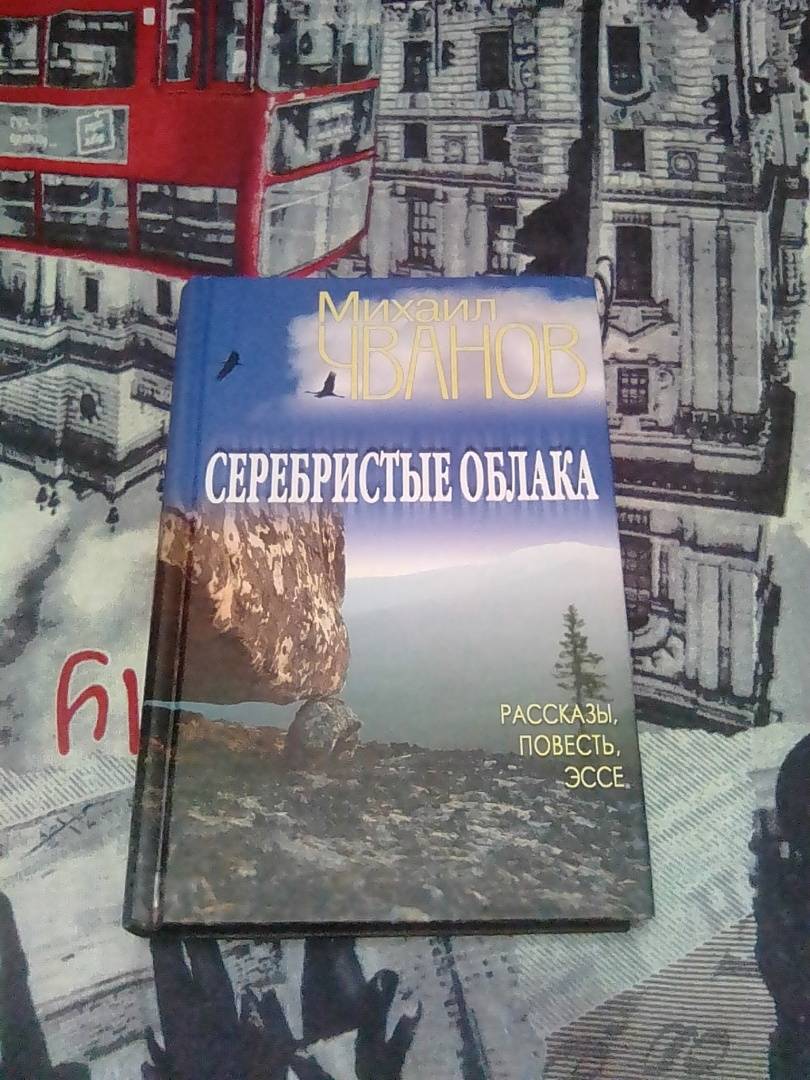 Михаил
ЧВАНОВ
СЕРЕБРИСТЫЕ ОБЛАКА
РАССКАЗЫ,
ПОВЕСТЬ,
ЭССЕ